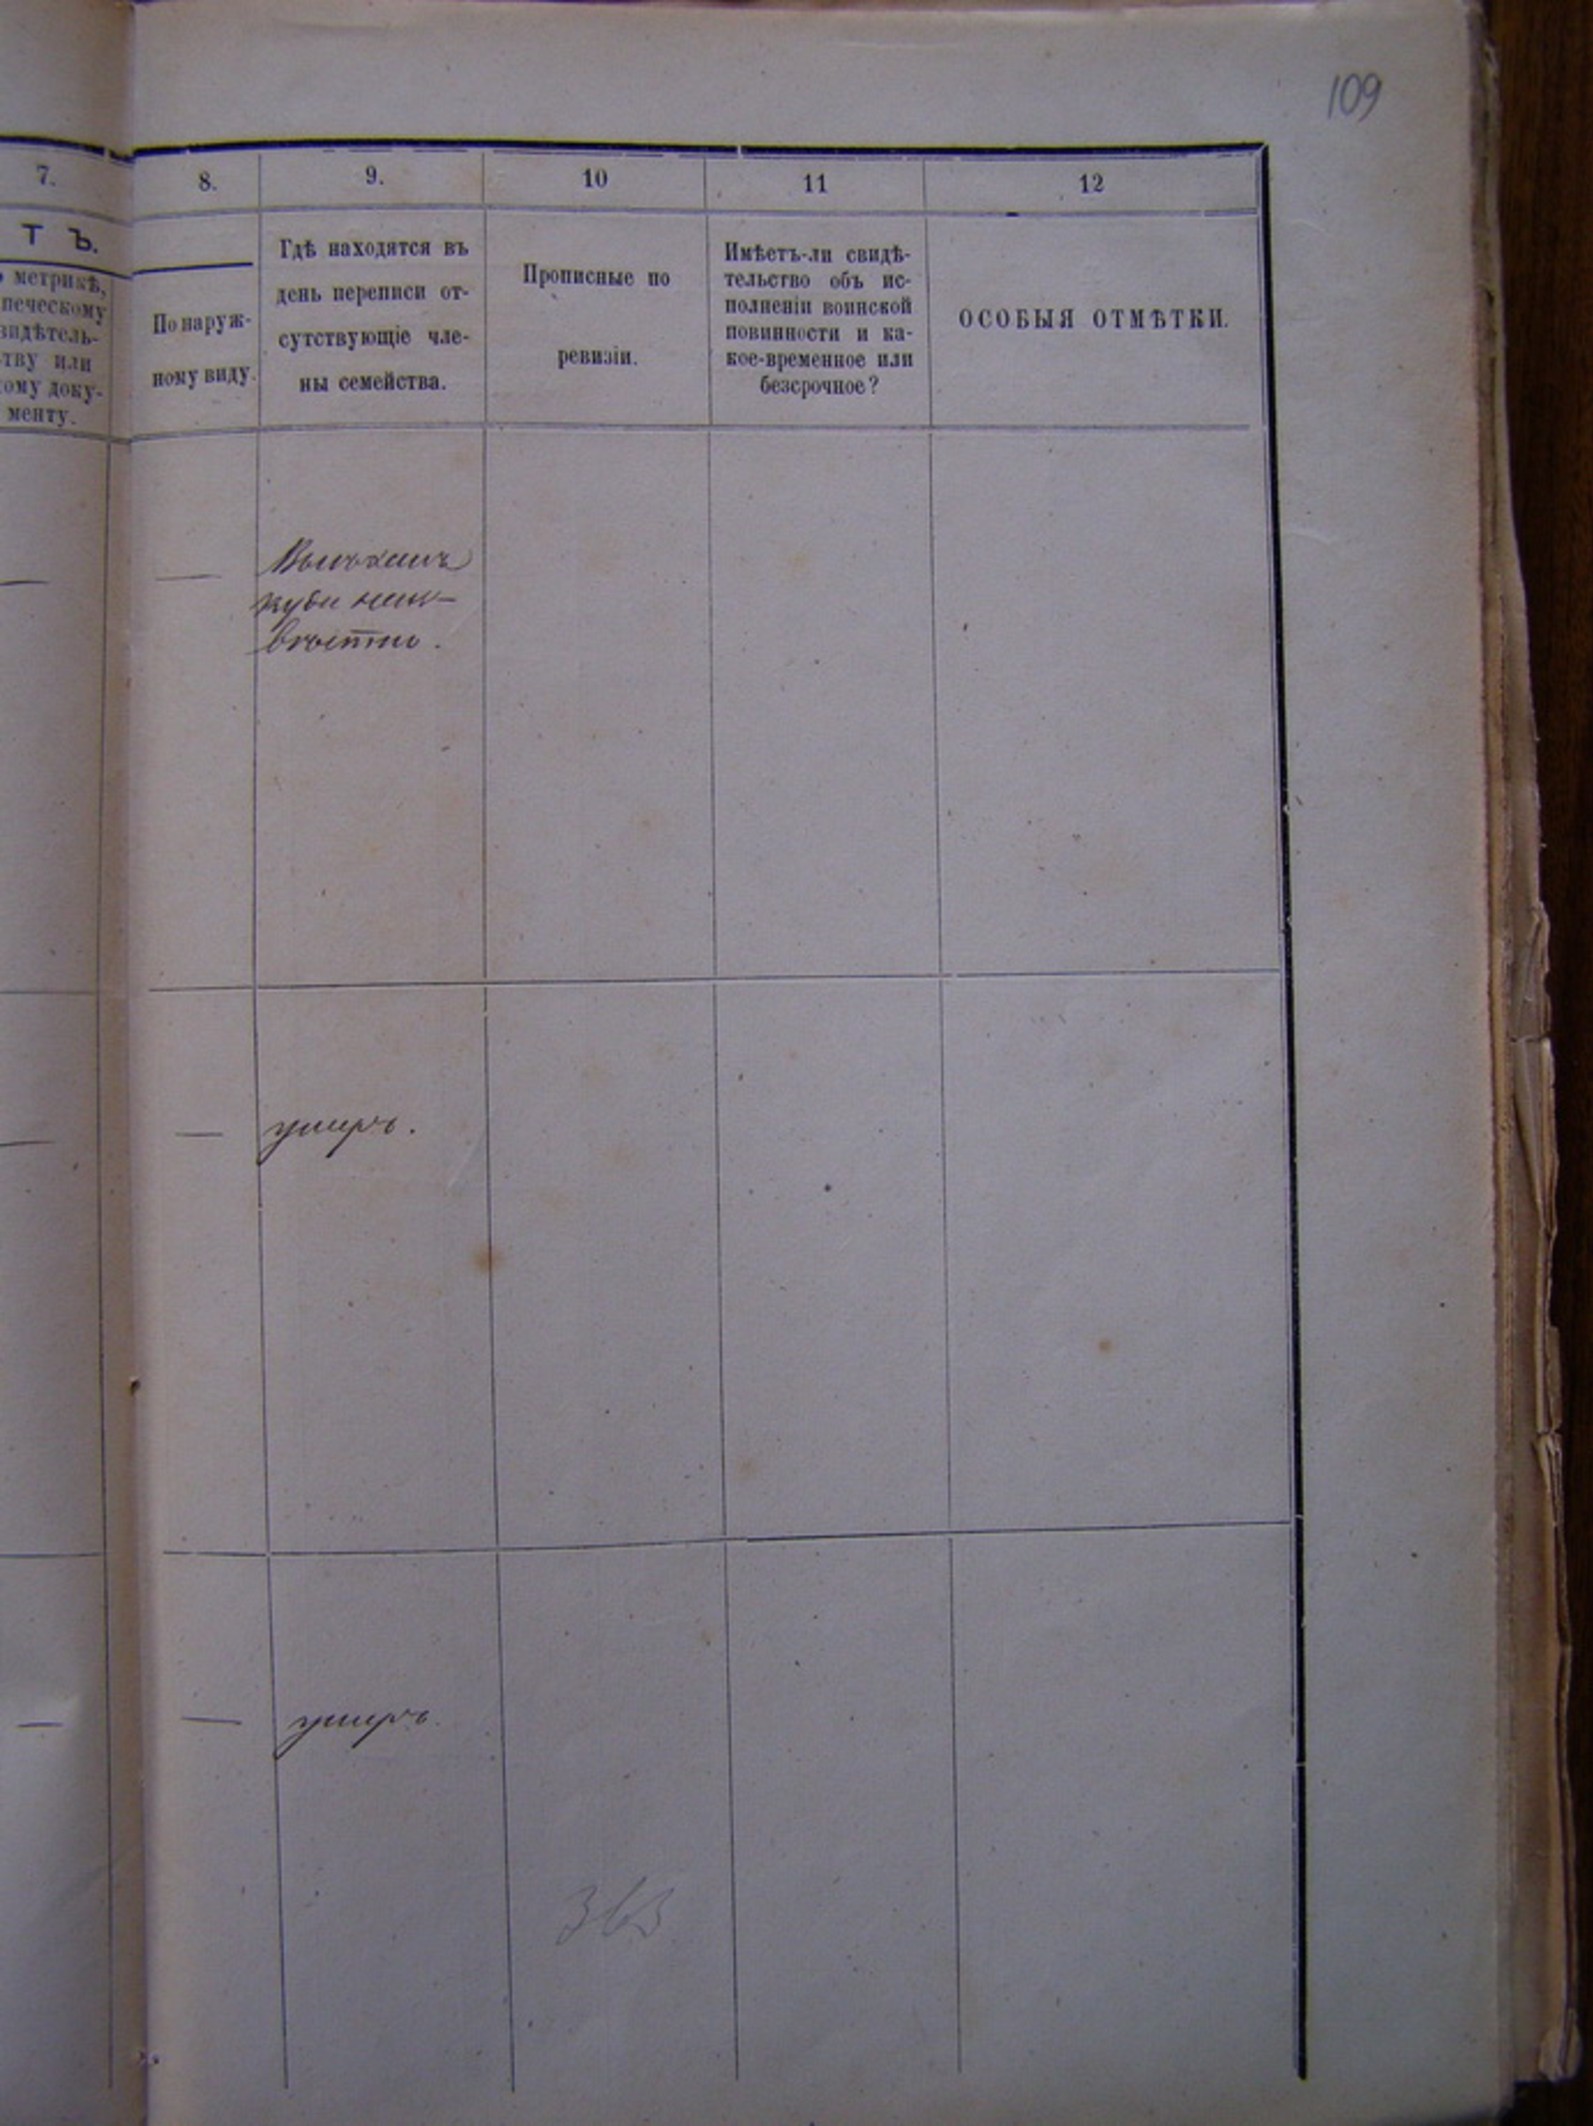 109
7.
8.
9.
10
11
12
ТЪ.
метрикѣ,
печескому
видѣтель-
ству или
кому доку-
менту.
По наруж-
ному виду.
Гдѣ находятся въ
день переписи от-
сутствующіе чле-
ны семейства.
Прописные по
ревизіи.
Имѣетъ-ли свидѣ-
тельство объ ис-
полненіи воинской
повинности и ка-
кое-временное или
безсрочное?
ОСОБЫЯ ОТМѢТКИ.
— — Выѣхалъ
куда неиз-
вѣстно.
— — умеръ.
— — умеръ.
363